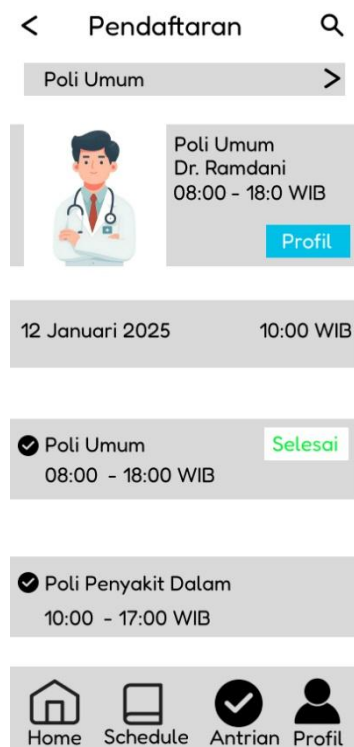 Pendaftaran
Poli Umum
Poli Umum
Dr. Ramdani
08:00 - 18:0 WIB
Profil
12 Januari 2025 10:00 WIB
Poli Umum Selesai
08:00 - 18:00 WIB
Poli Penyakit Dalam
10:00 - 17:00 WIB
Home Schedule Antrian Profil